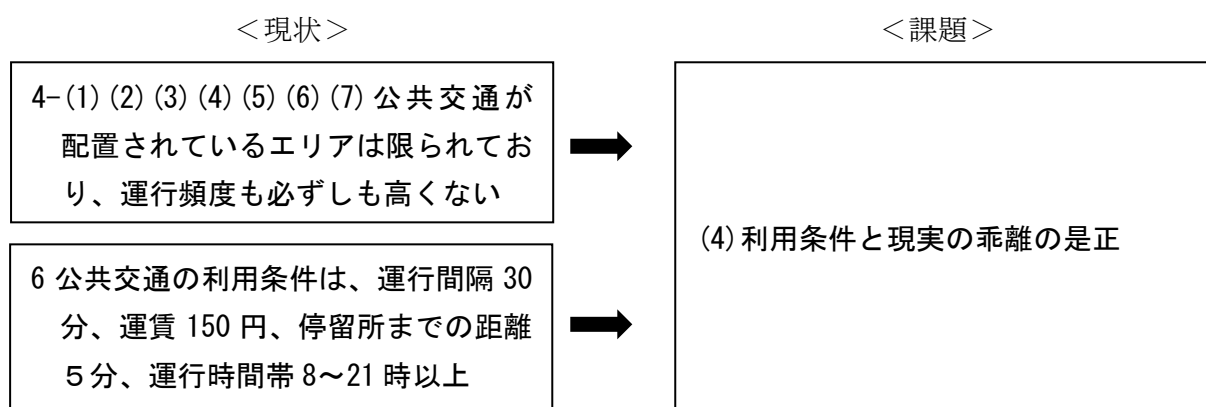 ＜現状＞
＜課題＞
4-(1)(2)(3)(4)(5)(6)(7)公共交通が
配置されているエリアは限られてお
り、運行頻度も必ずしも高くない
6 公共交通の利用条件は、運行間隔 30
分、運賃 150 円、停留所までの距離
５分、運行時間帯 8～21 時以上
(4)利用条件と現実の乖離の是正